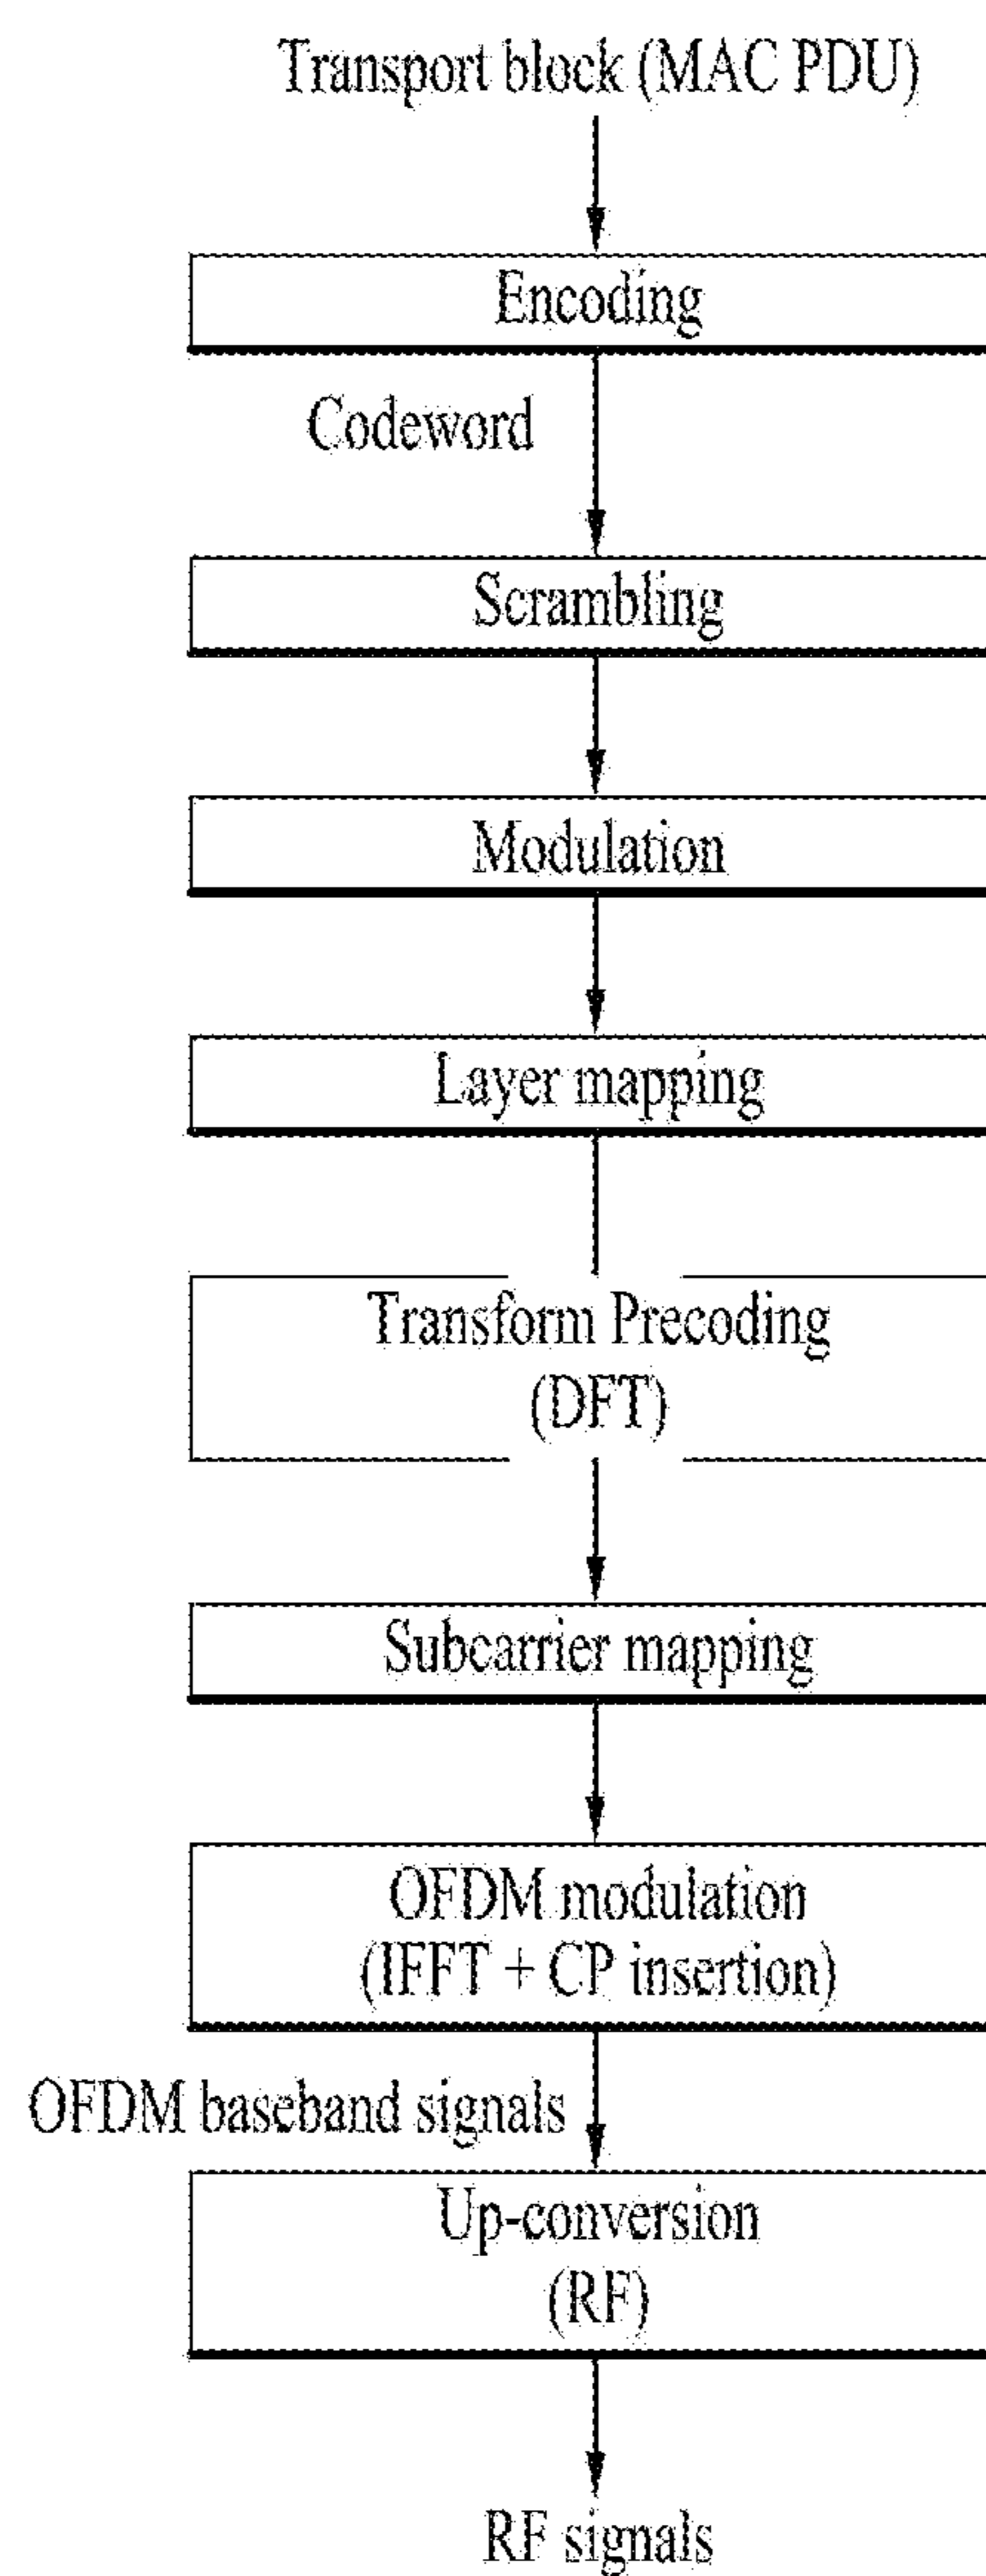 Transport block (MAC PDU)
Encoding
Codeword
Scrambling
Modulation
Layer mapping
Transform Precoding
(DFT)
Subcarrier mapping
OFDM modulation
(IFFT + CP insertion)
OFDM baseband signals
Up-conversion
(RF)
RF signals